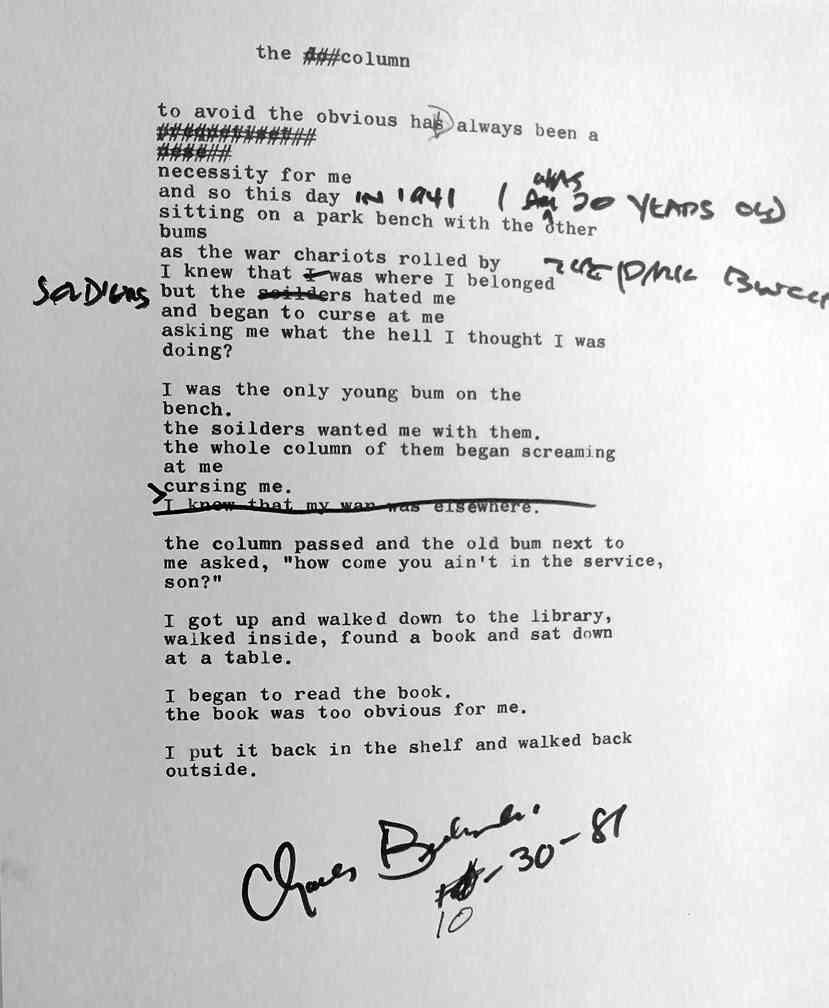 the ###column
to avoid the obvious has always been a
###############
######
necessity for me
and so this day IN 1941 (I WAS 20 YEARS OLD)
sitting on a park bench with the other
bums
as the war chariots rolled by
I knew that I was where I belonged THE PARK BENCH
SOLDIERS but the soilders hated me
and began to curse at me
asking me what the hell I thought I was
doing?
I was the only young bum on the
bench.
the soilders wanted me with them.
the whole column of them began screaming
at me
cursing me.
I knew that my war was elsewhere.
the column passed and the old bum next to
me asked, "how come you ain't in the service,
son?"
I got up and walked down to the library,
walked inside, found a book and sat down
at a table.
I began to read the book.
the book was too obvious for me.
I put it back in the shelf and walked back
outside.
Charles Bukowski
10-30-81